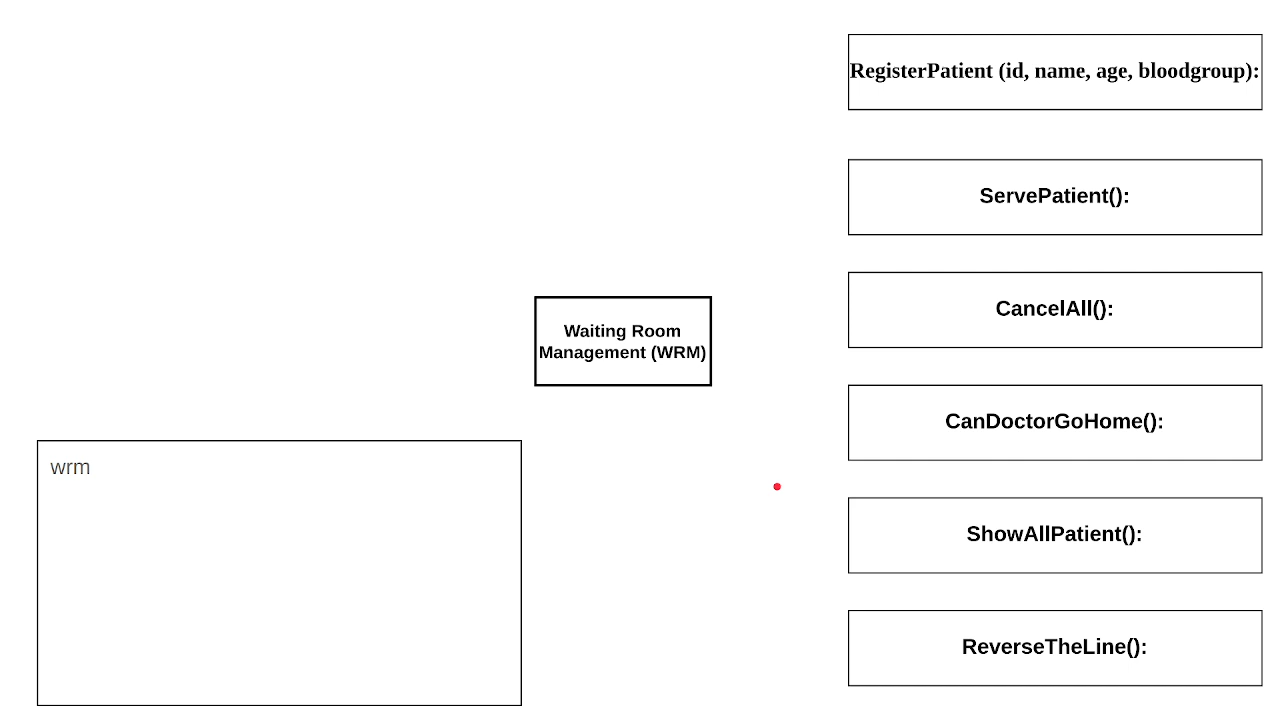 RegisterPatient (id, name, age, bloodgroup):
ServePatient():
CancelAll():
Waiting Room
Management (WRM)
CanDoctorGoHome():
wrm
ShowAllPatient():
ReverseTheLine():